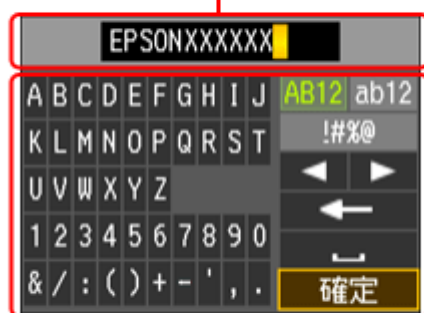 EPSONXXXXXX
A B C D E F G H I J AB12 ab12
K L M N O P Q R S T !#%@
U V W X Y Z
1 2 3 4 5 6 7 8 9 0
& / : ( ) + - ' , . 確定